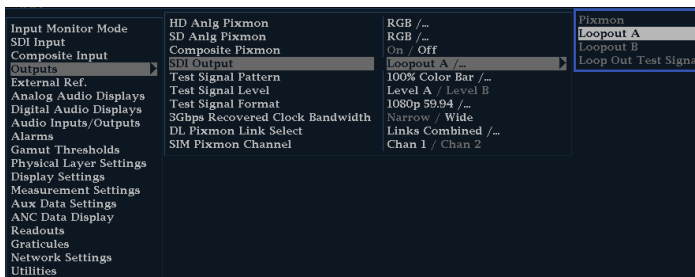 Input Monitor Mode
SDI Input
Composite Input
Outputs
External Ref.
Analog Audio Displays
Digital Audio Displays
Audio Inputs/Outputs
Alarms
Gamut Thresholds
Physical Layer Settings
Display Settings
Measurement Settings
Aux Data Settings
ANC Data Display
Readouts
Graticules
Network Settings
Utilities
HD Anlg Pixmon RGB /...
SD Anlg Pixmon RGB /...
Composite Pixmon On / Off
SDI Output Loopout A /...
Test Signal Pattern 100% Color Bar /...
Test Signal Level Level A / Level B
Test Signal Format 1080p 59.94 /...
3Gbps Recovered Clock Bandwidth Narrow / Wide
DL Pixmon Link Select Links Combined /...
SIM Pixmon Channel Chan 1 / Chan 2
Pixmon
Loopout A
Loopout B
Loop Out Test Signa